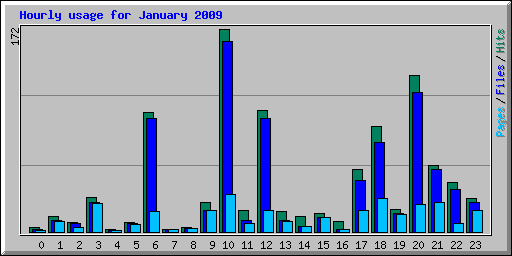 Hourly usage for January 2009
172
Pages/Files/Hits
0 1 2 3 4 5 6 7 8 9 10 11 12 13 14 15 16 17 18 19 20 21 22 23